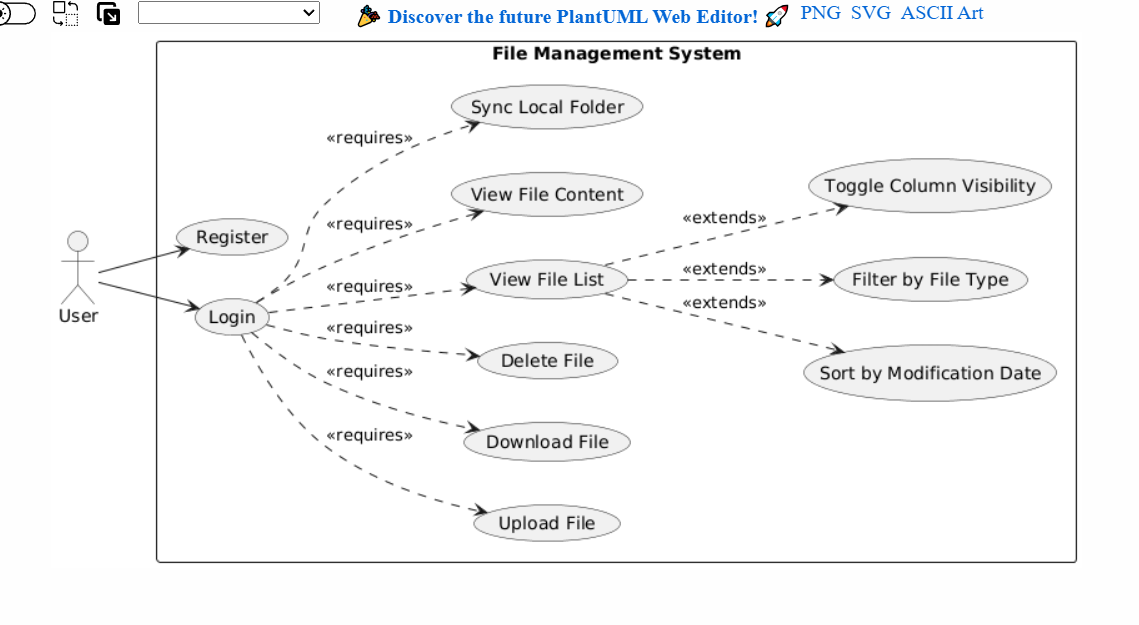 Discover the future PlantUML Web Editor! PNG SVG ASCII Art
File Management System
Sync Local Folder
«requires»
Toggle Column Visibility
View File Content
«extends»
«requires»
Register
«extends»
View File List
Filter by File Type
«requires»
«extends»
User
Login
«requires»
Delete File
«requires»
Sort by Modification Date
«requires»
Download File
Upload File